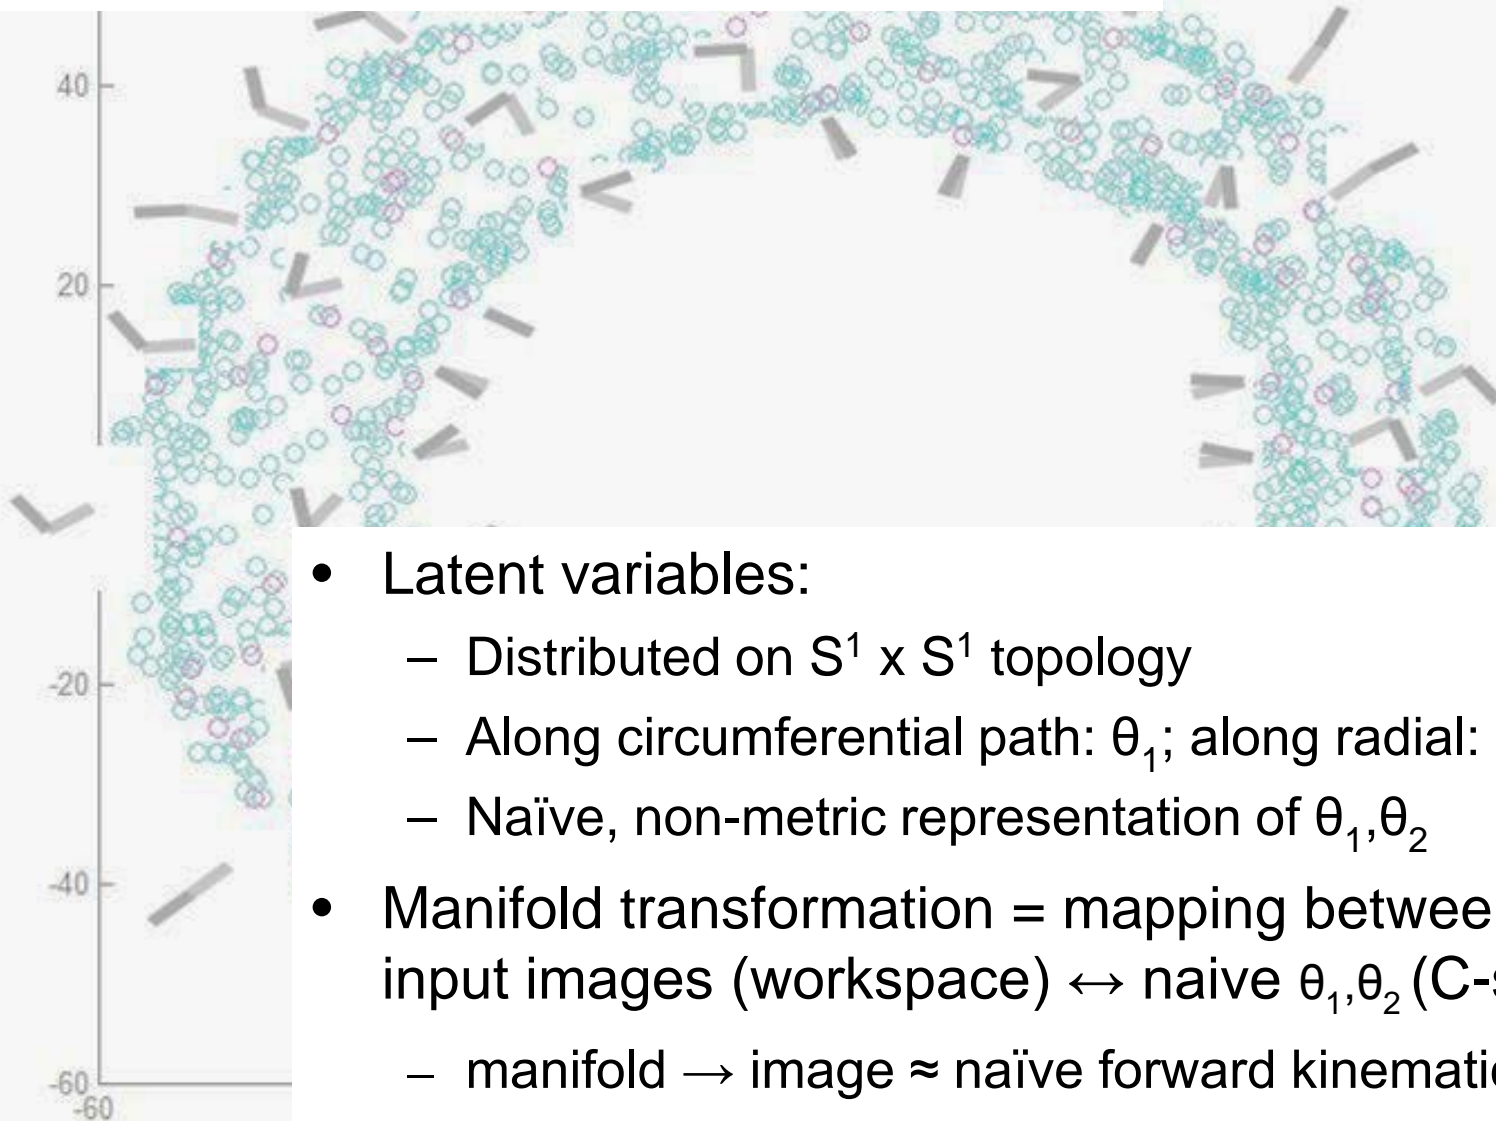 40
20
• Latent variables:
– Distributed on S¹ x S¹ topology
-20
– Along circumferential path: θ₁; along radial:
– Naïve, non-metric representation of θ₁,θ₂
-40
• Manifold transformation = mapping betwee
input images (workspace) ↔ naive θ₁,θ₂ (C-s
– manifold → image ≈ naïve forward kinemati
-60
-60